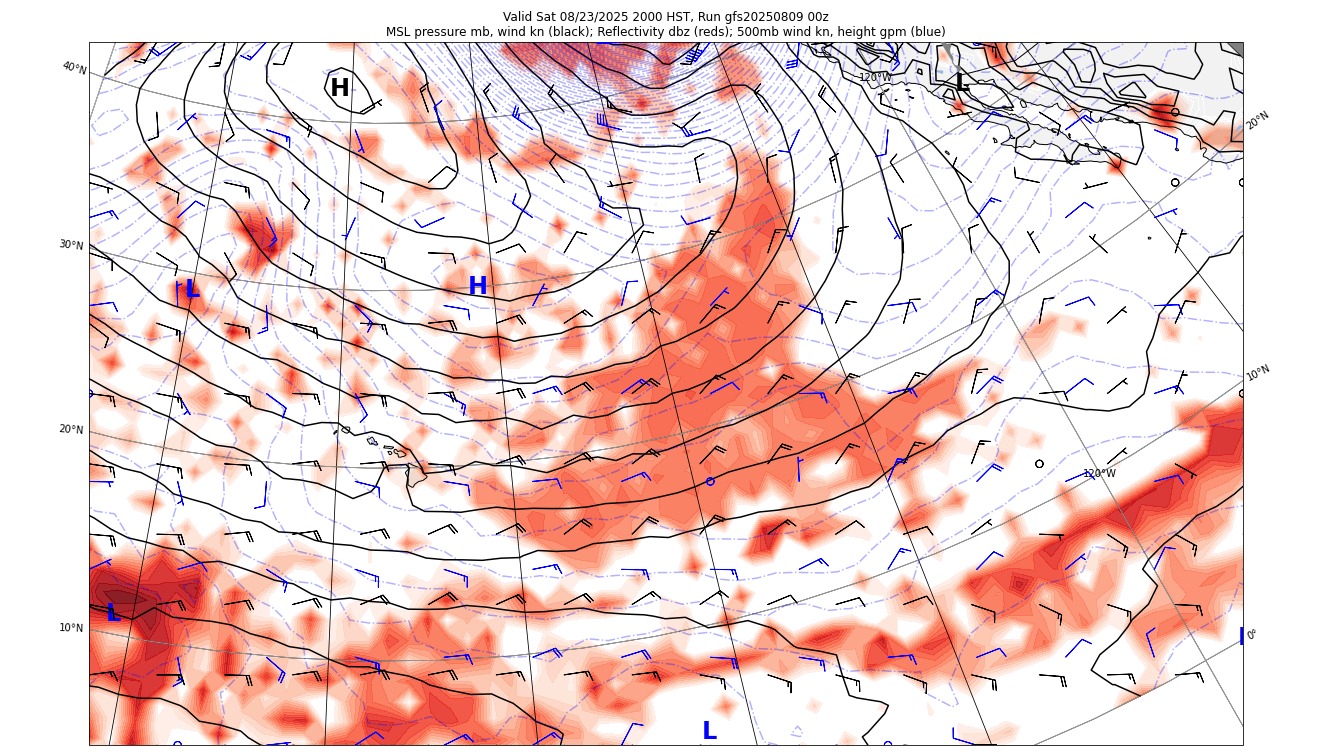 Valid Sat 08/23/2025 2000 HST, Run gfs20250809 00z
MSL pressure mb, wind kn (black); Reflectivity dbz (reds); 500mb wind kn, height gpm (blue)
40°N
H
120°W
L
20°N
30°N
L
H
10°N
20°N
120°W
L
10°N
0°
L